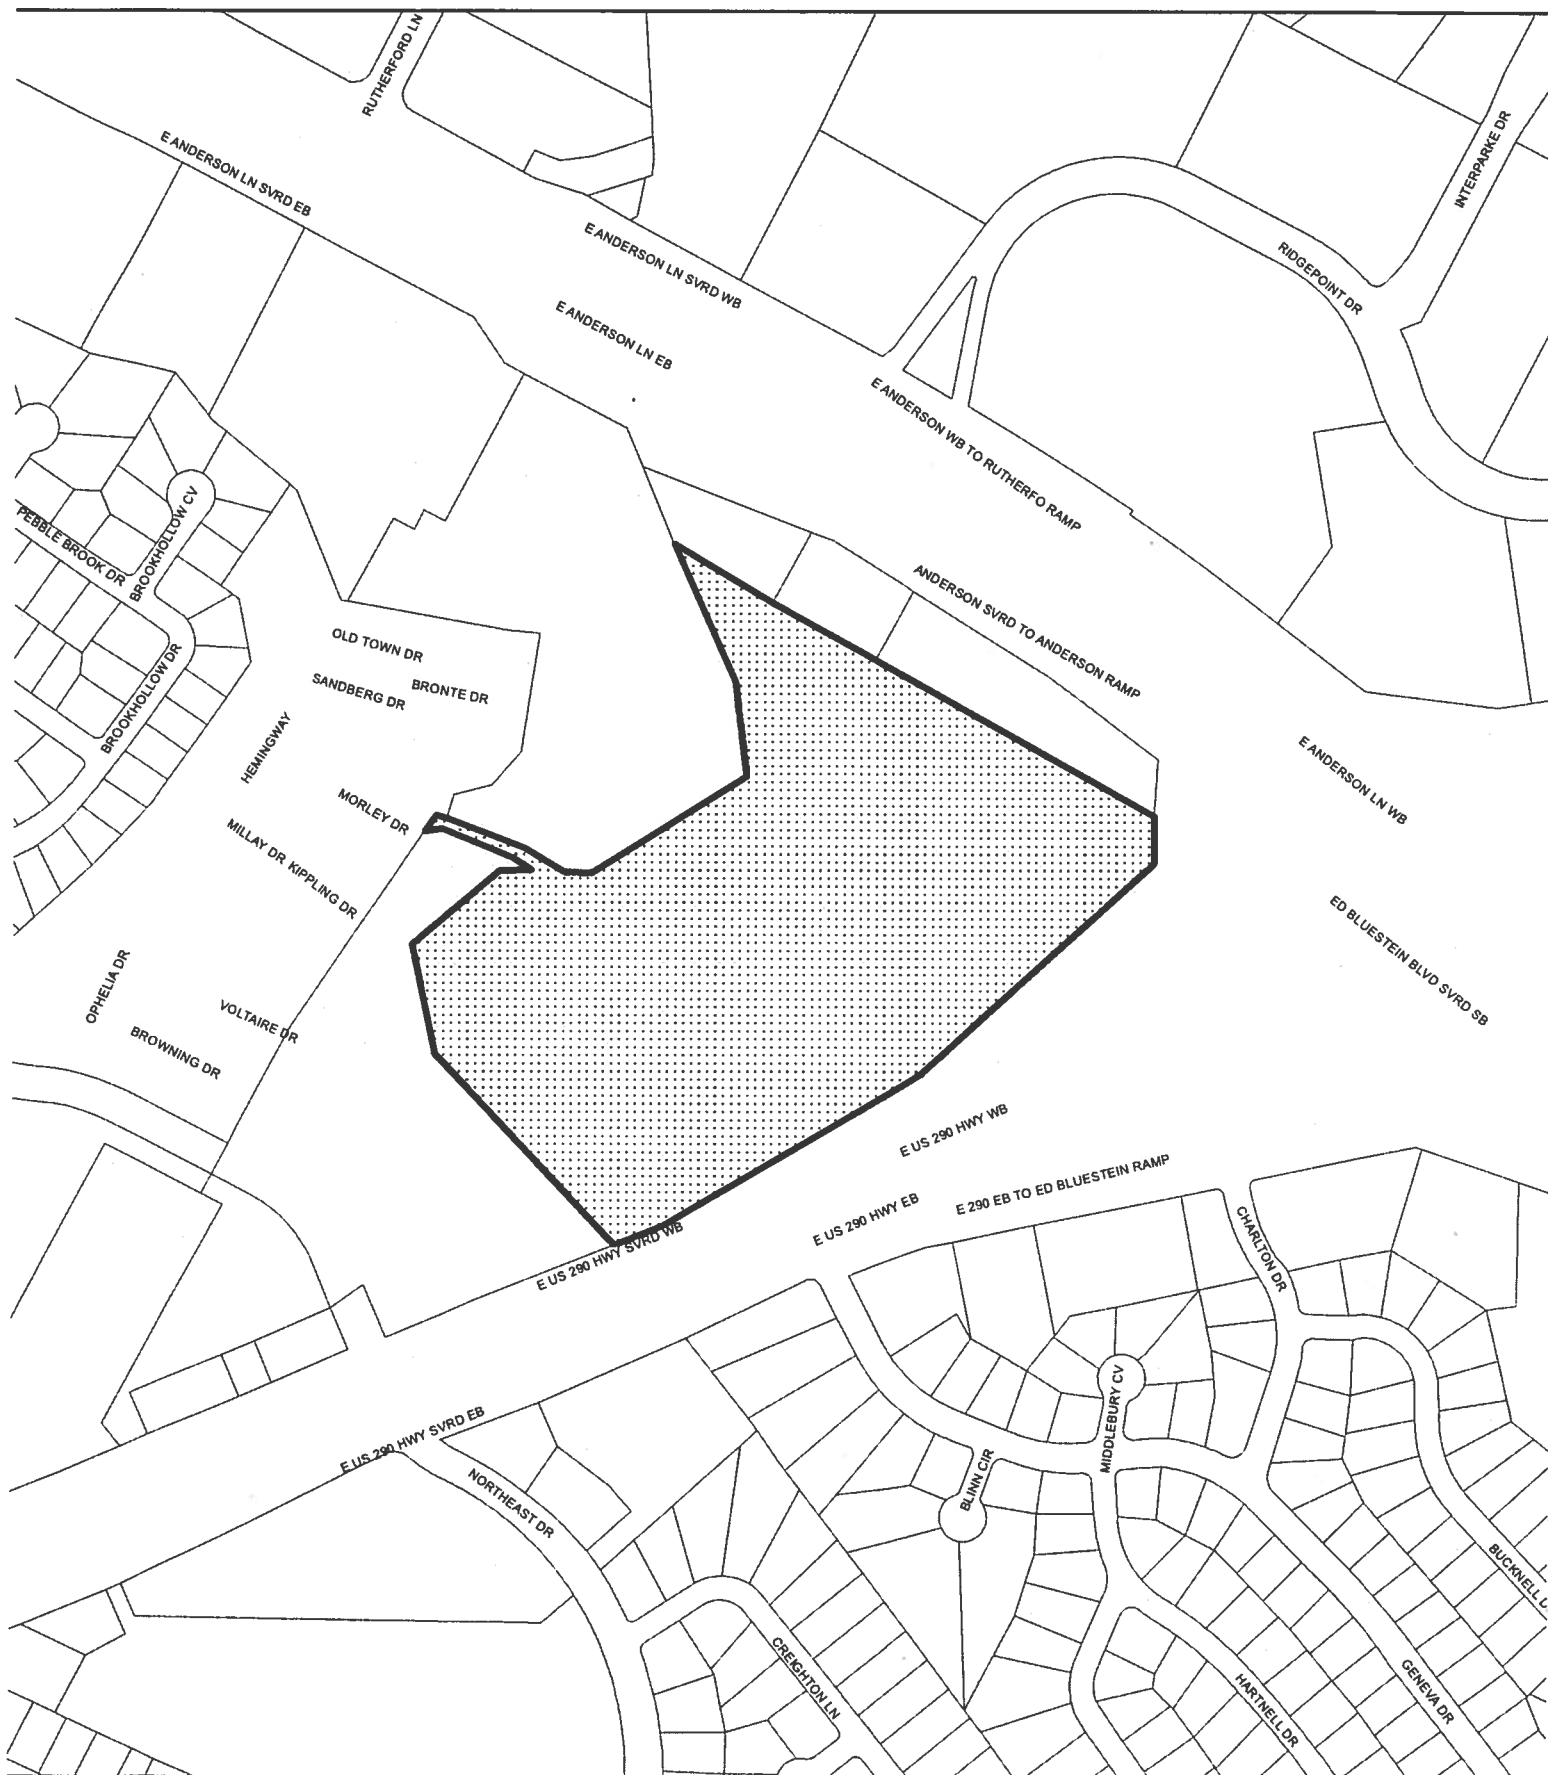 RUTHERFORD LN
E ANDERSON LN SVRD EB
INTERPARKE DR
E ANDERSON LN SVRD WB
RIDGEPOINT DR
E ANDERSON LN EB
E ANDERSON WB TO RUTHERFO RAMP
BROOKHOLLOW CV
PEBBLE BROOK DR
ANDERSON SVRD TO ANDERSON RAMP
OLD TOWN DR
BROOKHOLLOW DR
SANDBERG DR
BRONTE DR
HEMINGWAY
E ANDERSON LN WB
MORLEY DR
MILLAY DR
KIPPLING DR
ED BLUESTEIN BLVD SVRD SB
OPHELIA DR
VOLTAIRE DR
BROWNING DR
E US 290 HWY WB
E 290 EB TO ED BLUESTEIN RAMP
E US 290 HWY EB
CHARLTON DR
E US 290 HWY SVRD WB
MIDDLEBURY CV
E US 290 HWY SVRD EB
BLINN CIR
NORTHEAST DR
BUCKNELL D
CREIGHTON LN
HARTNELL DR
GENEVA DR